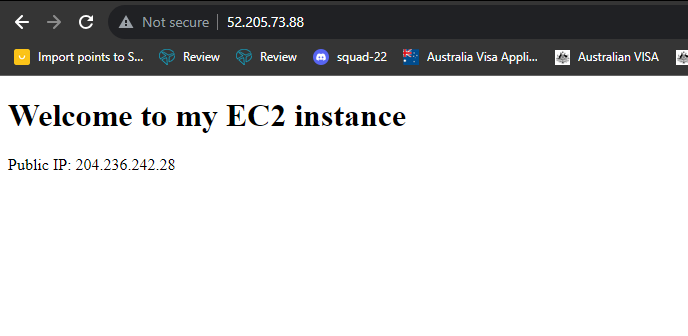 Not secure 52.205.73.88
Import points to S... Review Review squad-22 Australia Visa Appli... Australian VISA
Welcome to my EC2 instance
Public IP: 204.236.242.28